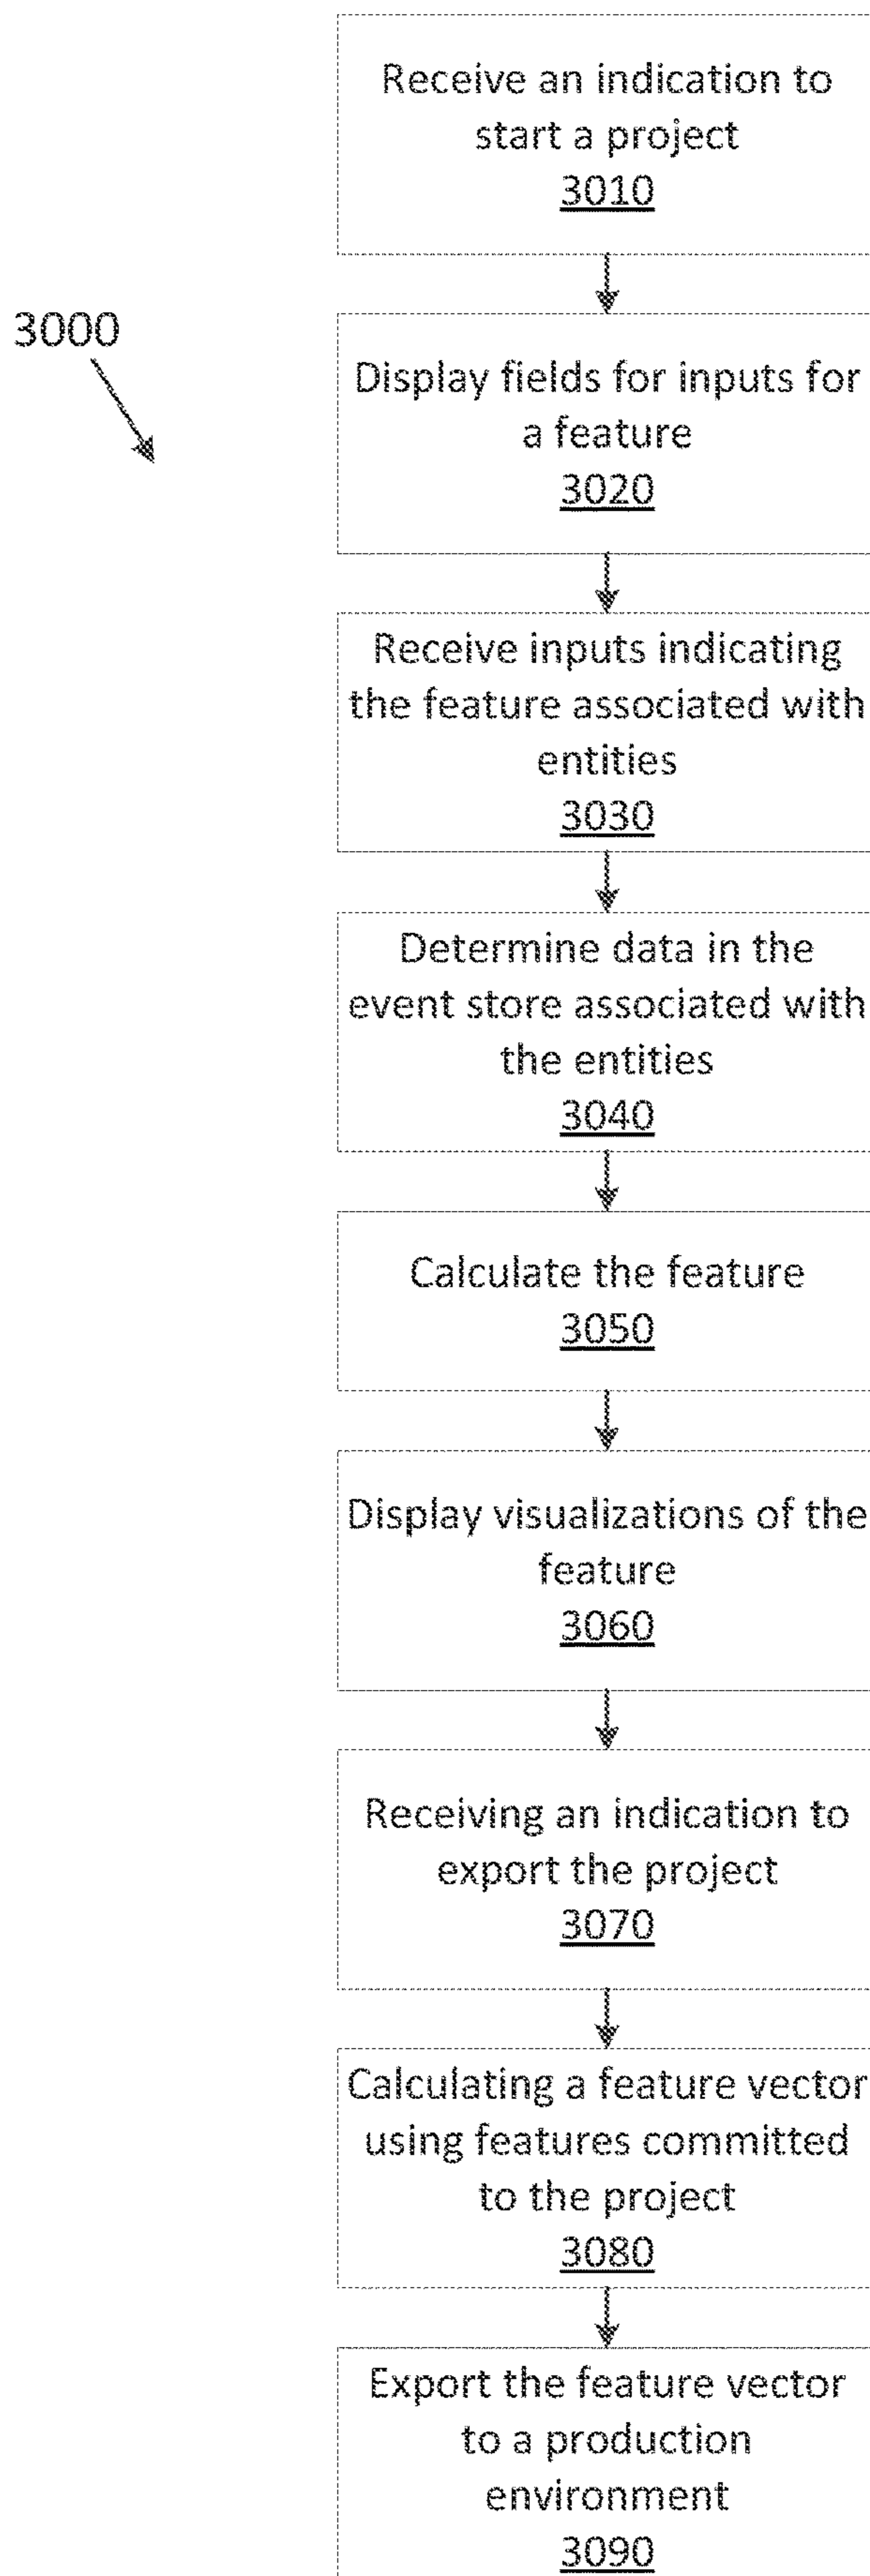 Receive an indication to
start a project
3010
3000
Display fields for inputs for
a feature
3020
Receive inputs indicating
the feature associated with
entities
3030
Determine data in the
event store associated with
the entities
3040
Calculate the feature
3050
Display visualizations of the
feature
3060
Receiving an indication to
export the project
3070
Calculating a feature vector
using features committed
to the project
3080
Export the feature vector
to a production
environment
3090